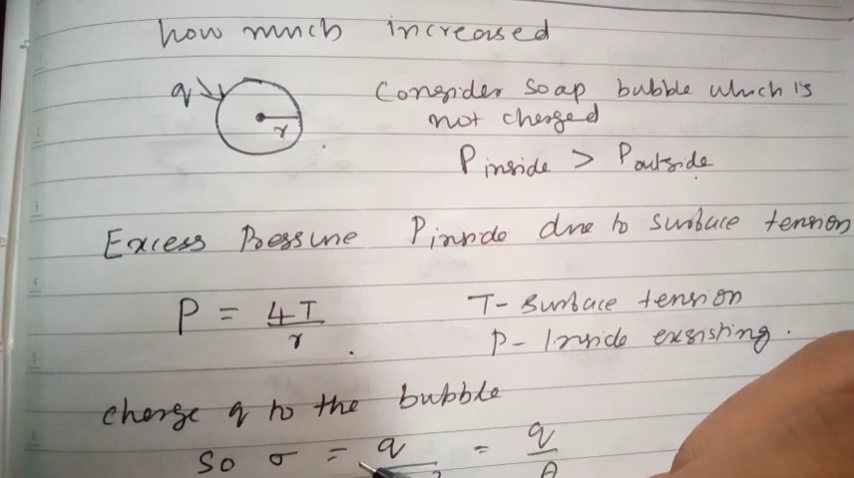 how much increased
q
Consider soap bubble which is
not charged
r
P inside > P outside
Excess Pressure P inside due to surface tension
P = 4T/r
T - surface tension
P - Inside exsisting.
charge q to the bubble
so σ = q = q/A